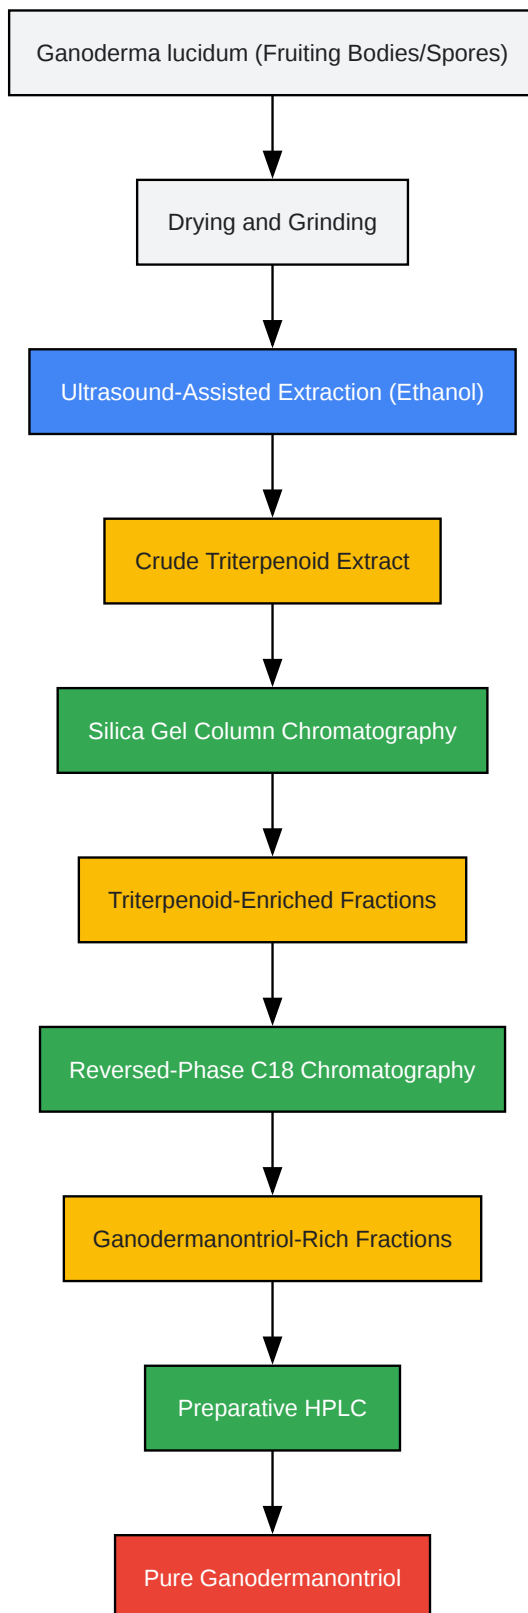 Ganoderma lucidum (Fruiting Bodies/Spores)
Drying and Grinding
Ultrasound-Assisted Extraction (Ethanol)
Crude Triterpenoid Extract
Silica Gel Column Chromatography
Triterpenoid-Enriched Fractions
Reversed-Phase C18 Chromatography
Ganodermanontriol-Rich Fractions
Preparative HPLC
Pure Ganodermanontriol